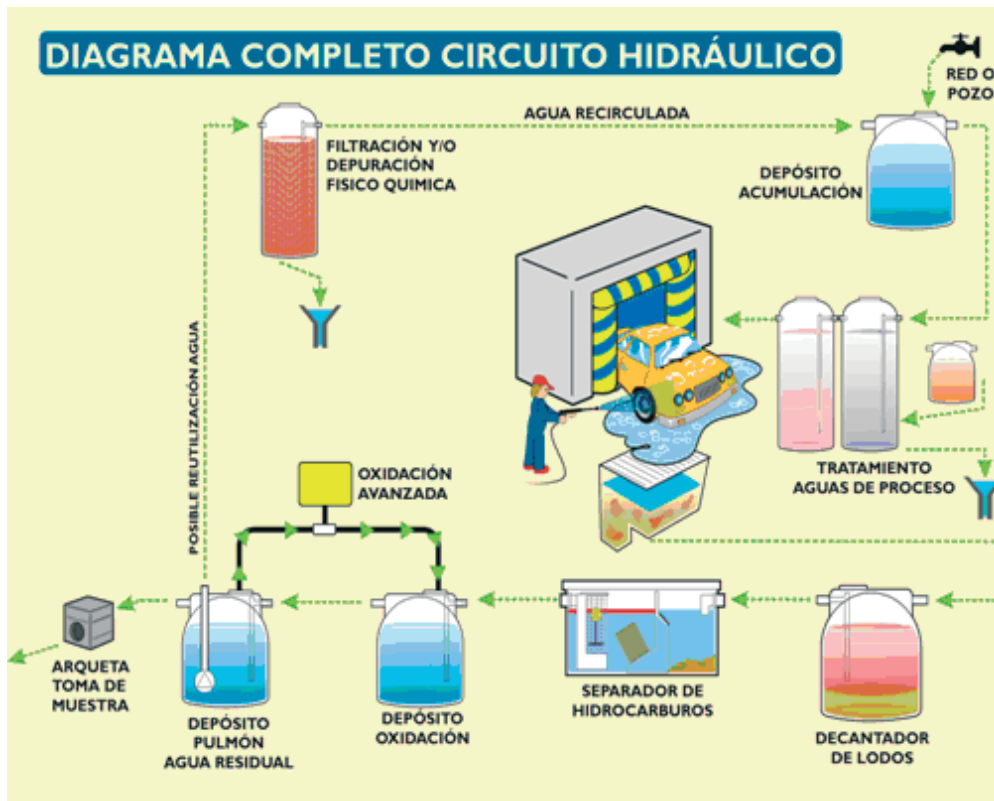 DIAGRAMA COMPLETO CIRCUITO HIDRÁULICO
RED O
POZO
AGUA RECIRCULADA
FILTRACIÓN Y/O
DEPURACIÓN
FISICO QUIMICA
DEPÓSITO
ACUMULACIÓN
POSIBLE REUTILIZACIÓN AGUA
TRATAMIENTO
AGUAS DE PROCESO
OXIDACIÓN
AVANZADA
ARQUETA
TOMA DE
MUESTRA
DEPÓSITO
PULMÓN
AGUA RESIDUAL
DEPÓSITO
OXIDACIÓN
SEPARADOR DE
HIDROCARBUROS
DECANTADOR
DE LODOS